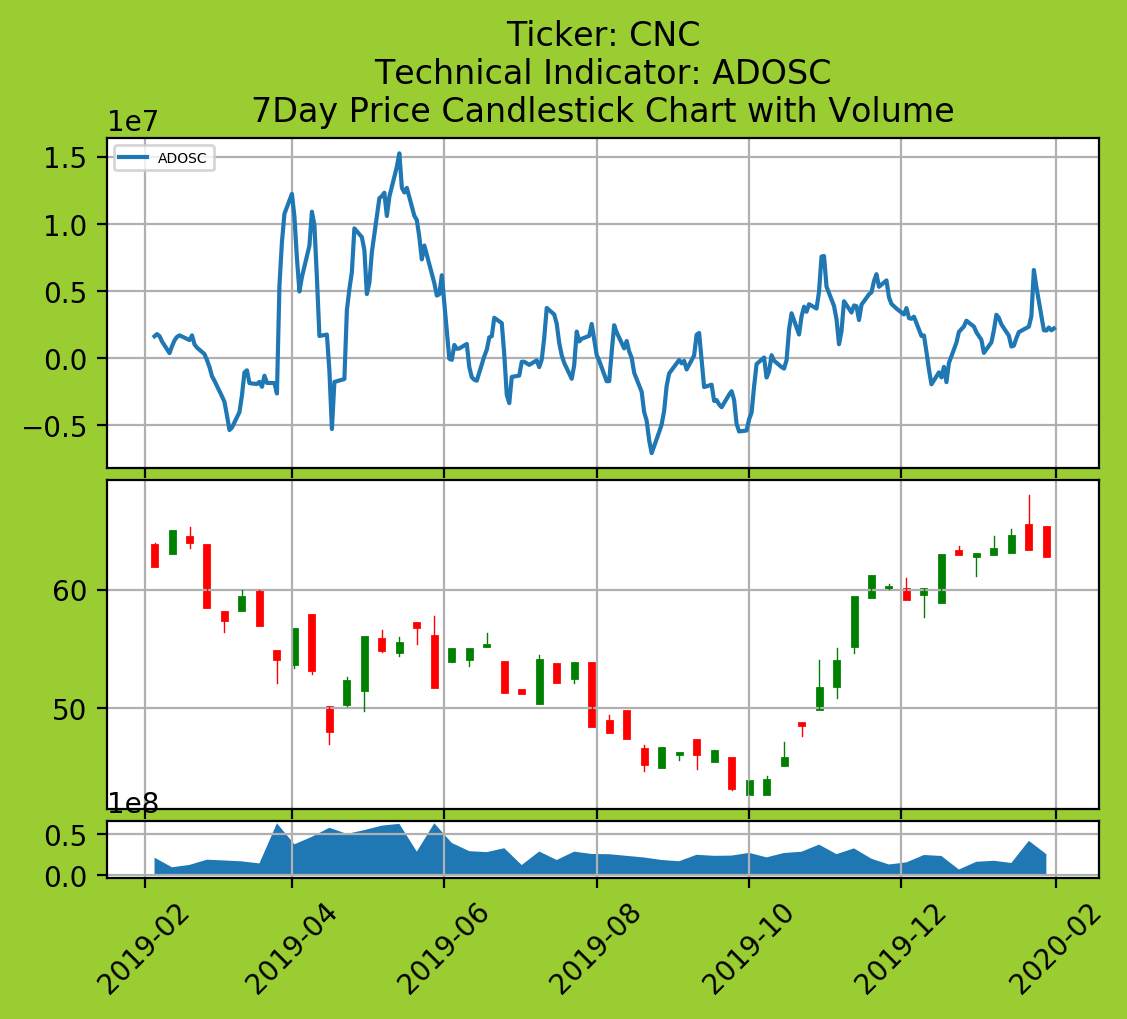 Ticker: CNC
Technical Indicator: ADOSC
7Day Price Candlestick Chart with Volume
1e7
ADOSC
1.5
1.0
0.5
0.0
−0.5
60
50
1e8
0.5
0.0
2019-02
2019-04
2019-06
2019-08
2019-10
2019-12
2020-02